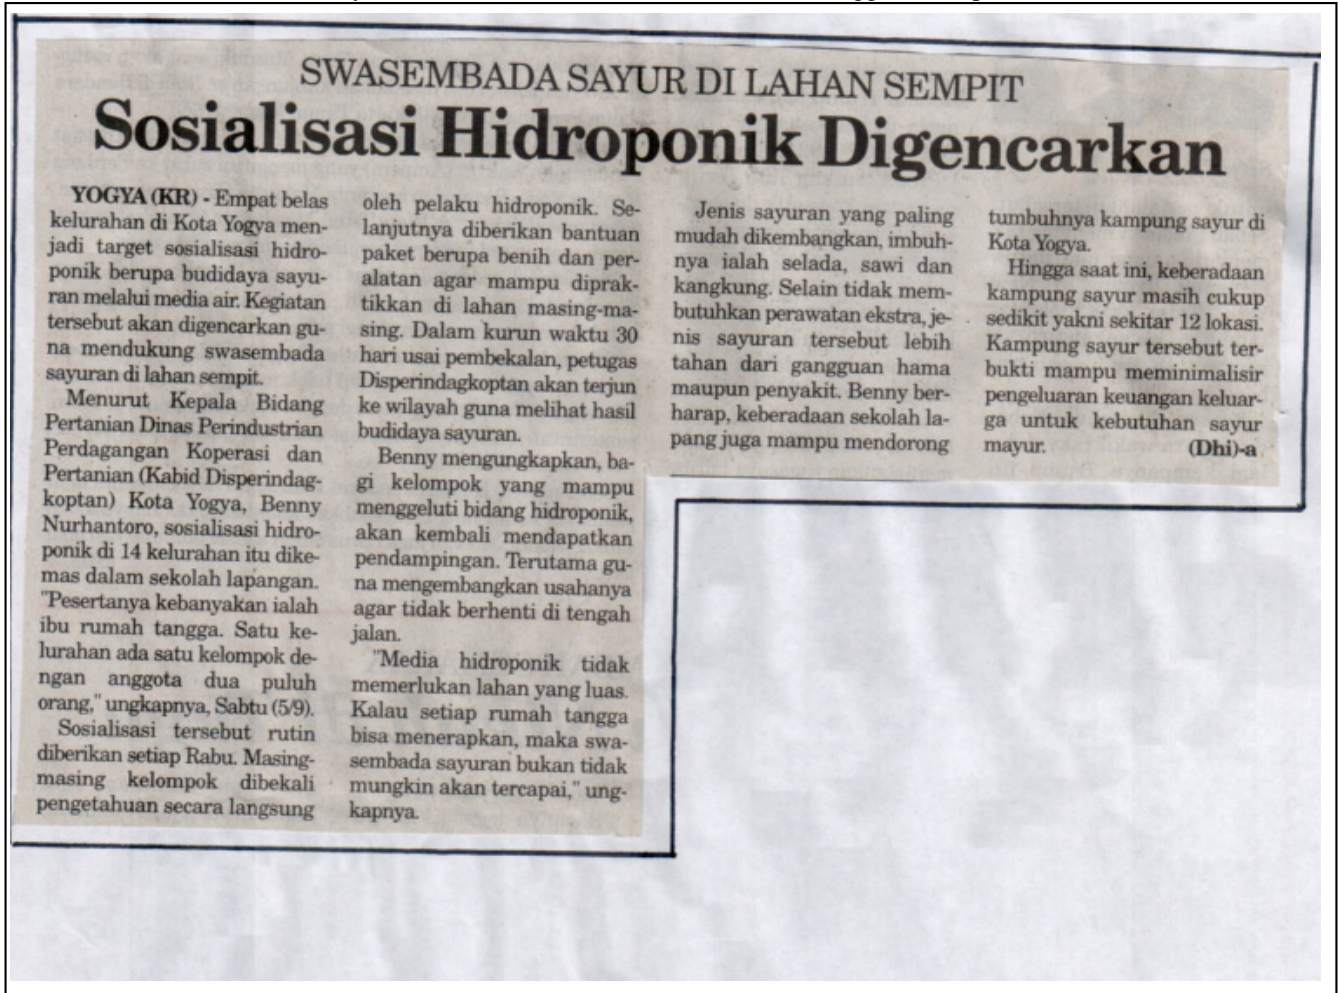 SWASEMBADA SAYUR DI LAHAN SEMPIT
Sosialisasi Hidroponik Digencarkan
YOGYA (KR) - Empat belas
kelurahan di Kota Yogya men-
jadi target sosialisasi hidro-
ponik berupa budidaya sayu-
ran melalui media air. Kegiatan
tersebut akan digencarkan gu-
na mendukung swasembada
sayuran di lahan sempit.
Menurut Kepala Bidang
Pertanian Dinas Perindustrian
Perdagangan Koperasi dan
Pertanian (Kabid Disperindag-
koptan) Kota Yogya, Benny
Nurhantoro, sosialisasi hidro-
ponik di 14 kelurahan itu dike-
mas dalam sekolah lapangan.
"Pesertanya kebanyakan ialah
ibu rumah tangga. Satu ke-
lurahan ada satu kelompok de-
ngan anggota dua puluh
orang," ungkapnya, Sabtu (5/9).
Sosialisasi tersebut rutin
diberikan setiap Rabu. Masing-
masing kelompok dibekali
pengetahuan secara langsung
oleh pelaku hidroponik. Se-
lanjutnya diberikan bantuan
paket berupa benih dan per-
alatan agar mampu diprak-
tikkan di lahan masing-ma-
sing. Dalam kurun waktu 30
hari usai pembekalan, petugas
Disperindagkoptan akan terjun
ke wilayah guna melihat hasil
budidaya sayuran.
Benny mengungkapkan, ba-
gi kelompok yang mampu
menggeluti bidang hidroponik,
akan kembali mendapatkan
pendampingan. Terutama gu-
na mengembangkan usahanya
agar tidak berhenti di tengah
jalan.
"Media hidroponik tidak
memerlukan lahan yang luas.
Kalau setiap rumah tangga
bisa menerapkan, maka swa-
sembada sayuran bukan tidak
mungkin akan tercapai," ung-
kapnya.
Jenis sayuran yang paling
mudah dikembangkan, imbuh-
nya ialah selada, sawi dan
kangkung. Selain tidak mem-
butuhkan perawatan ekstra, je-
nis sayuran tersebut lebih
tahan dari gangguan hama
maupun penyakit. Benny ber-
harap, keberadaan sekolah la-
pang juga mampu mendorong
tumbuhnya kampung sayur di
Kota Yogya.
Hingga saat ini, keberadaan
kampung sayur masih cukup
sedikit yakni sekitar 12 lokasi.
Kampung sayur tersebut ter-
bukti mampu meminimalisir
pengeluaran keuangan keluar-
ga untuk kebutuhan sayur
mayur. (Dhi)-a